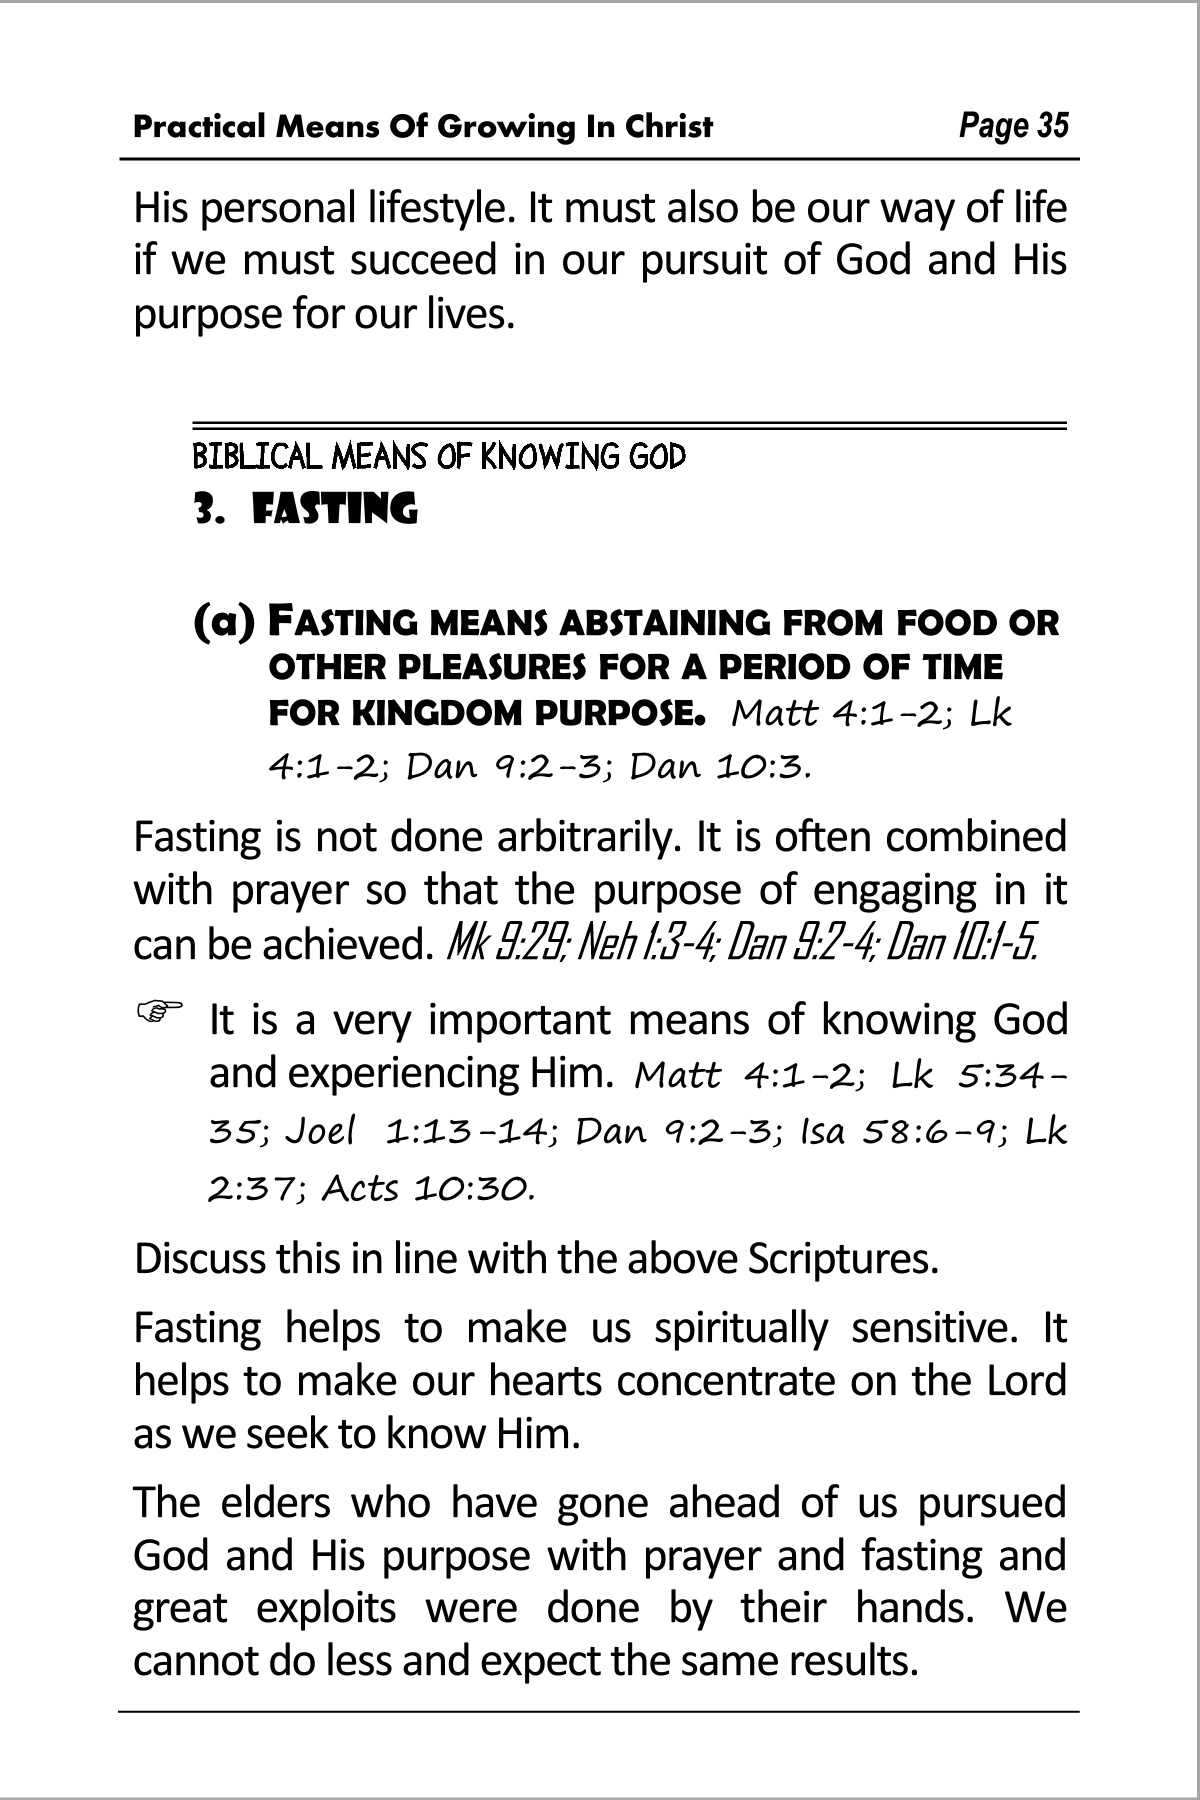 Practical Means Of Growing In Christ Page 35
His personal lifestyle. It must also be our way of life
if we must succeed in our pursuit of God and His
purpose for our lives.
BIBLICAL MEANS OF KNOWING GOD
3. FASTING
(a) FASTING MEANS ABSTAINING FROM FOOD OR
OTHER PLEASURES FOR A PERIOD OF TIME
FOR KINGDOM PURPOSE. Matt 4:1-2; Lk
4:1-2; Dan 9:2-3; Dan 10:3.
Fasting is not done arbitrarily. It is often combined
with prayer so that the purpose of engaging in it
can be achieved. Mk 9:29; Neh 1:3-4; Dan 9:2-4; Dan 10:1-5.
☞ It is a very important means of knowing God
and experiencing Him. Matt 4:1-2; Lk 5:34-
35; Joel 1:13-14; Dan 9:2-3; Isa 58:6-9; Lk
2:37; Acts 10:30.
Discuss this in line with the above Scriptures.
Fasting helps to make us spiritually sensitive. It
helps to make our hearts concentrate on the Lord
as we seek to know Him.
The elders who have gone ahead of us pursued
God and His purpose with prayer and fasting and
great exploits were done by their hands. We
cannot do less and expect the same results.